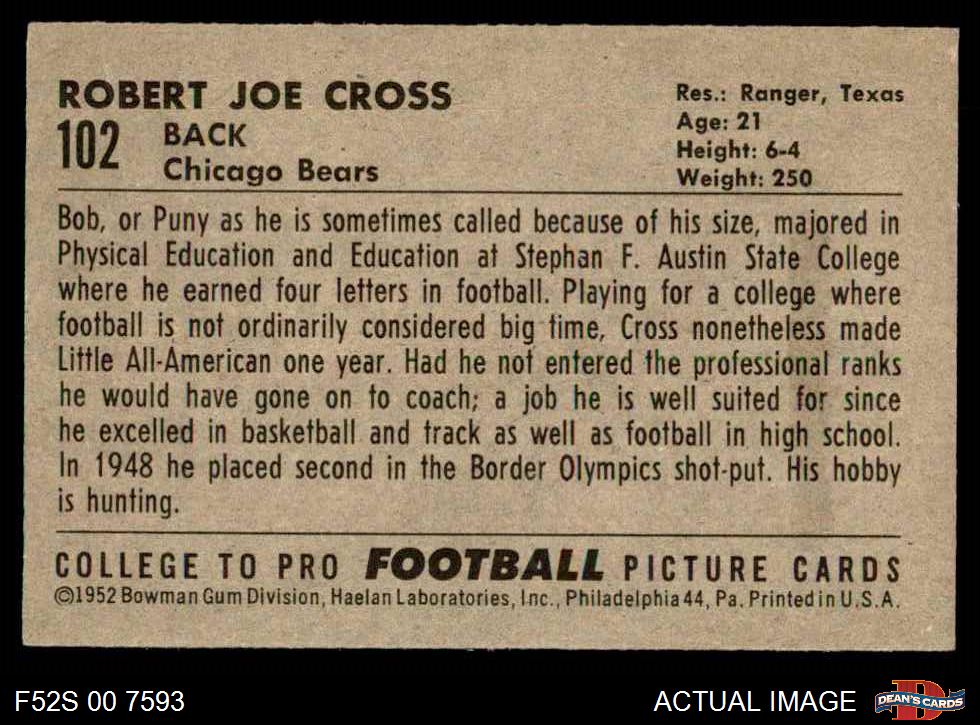 ROBERT JOE CROSS
102 BACK
Chicago Bears
Res.: Ranger, Texas
Age: 21
Height: 6-4
Weight: 250
Bob, or Puny as he is sometimes called because of his size, majored in
Physical Education and Education at Stephan F. Austin State College
where he earned four letters in football. Playing for a college where
football is not ordinarily considered big time, Cross nonetheless made
Little All-American one year. Had he not entered the professional ranks
he would have gone on to coach; a job he is well suited for since
he excelled in basketball and track as well as football in high school.
In 1948 he placed second in the Border Olympics shot-put. His hobby
is hunting.
COLLEGE TO PRO FOOTBALL PICTURE CARDS
©1952 Bowman Gum Division, Haelan Laboratories, Inc., Philadelphia 44, Pa. Printed in U.S.A.
F52S 00 7593
ACTUAL IMAGE
D
DEAN'S CARDS